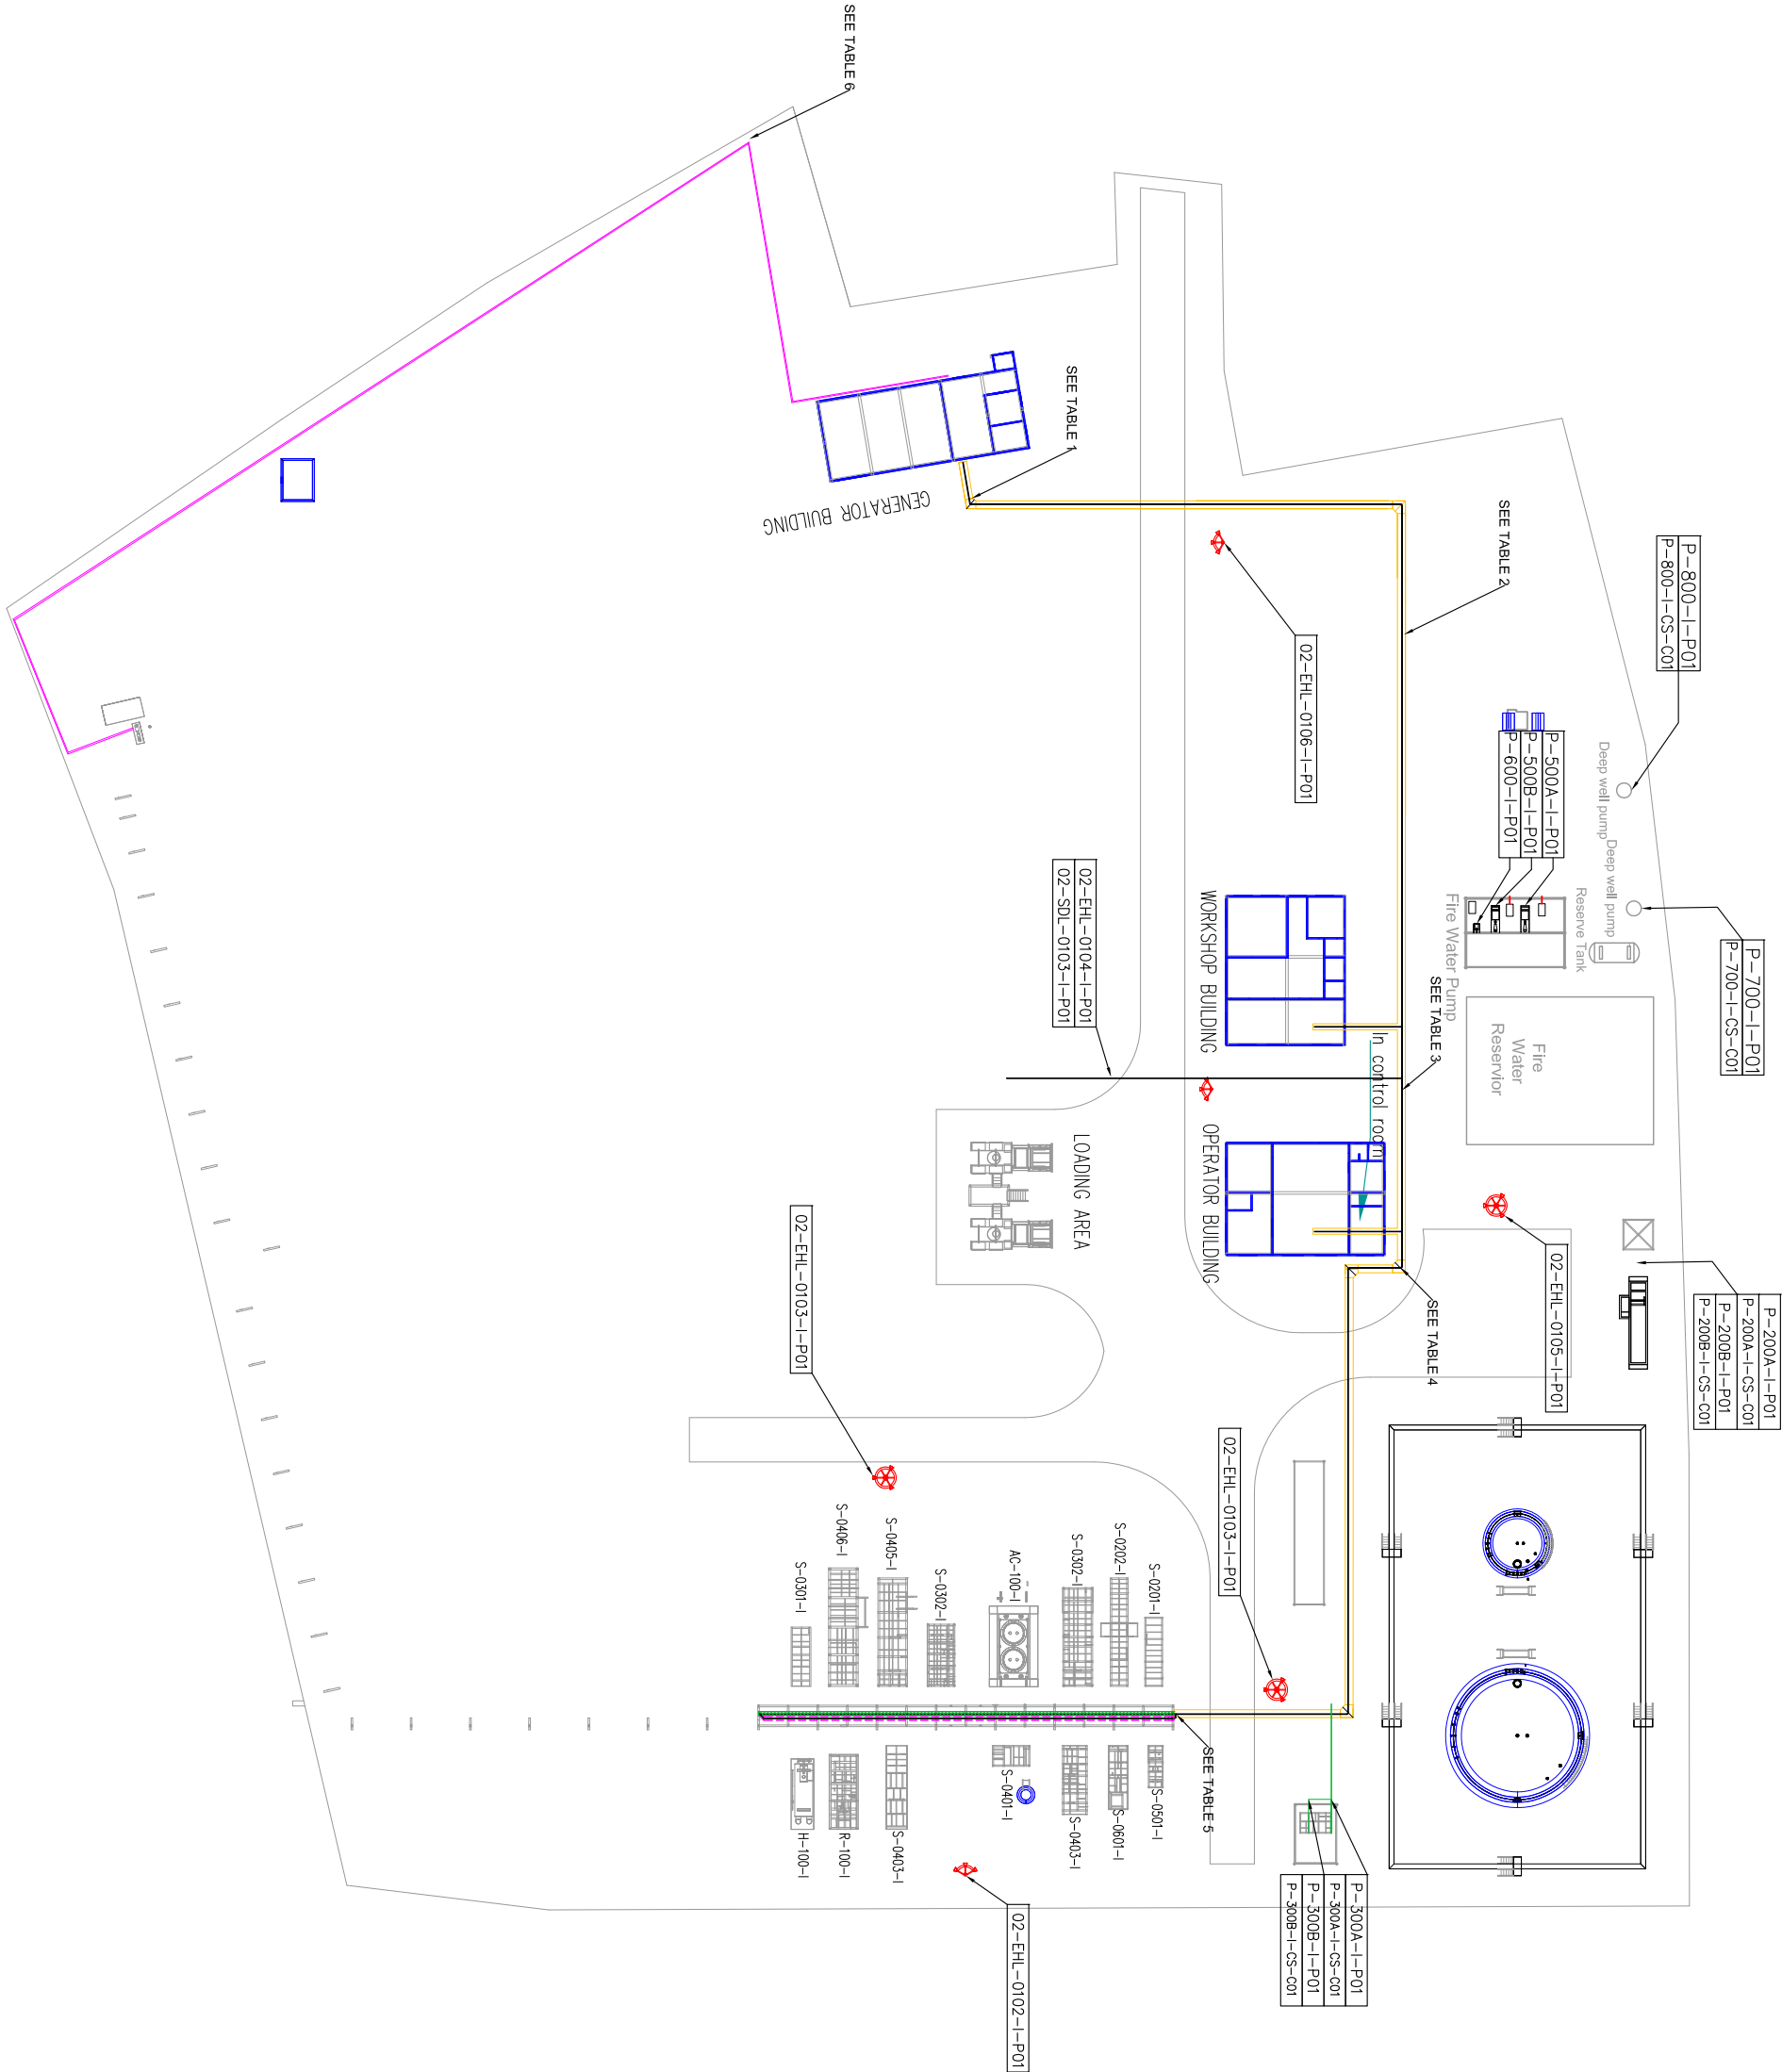 SEE TABLE 6
SEE TABLE 1
GENERATOR BUILDING
SEE TABLE 2
P-800-I-P01
P-800-I-CS-C01
02-EHL-0106-I-P01
P-500A-I-P01
P-500B-I-P01
P-600-I-P01
Deep well pump
Deep well pump
Reserve Tank
Fire Water Pump
P-700-I-P01
P-700-I-CS-C01
02-EHL-0104-I-P01
02-SDL-0103-I-P01
WORKSHOP BUILDING
SEE TABLE 3
Fire
Water
Reservior
In control room
LOADING AREA
OPERATOR BUILDING
02-EHL-0103-I-P01
02-EHL-0105-I-P01
P-200A-I-P01
P-200A-I-CS-C01
P-200B-I-P01
P-200B-I-CS-C01
SEE TABLE 4
02-EHL-0103-I-P01
S-0406-I
S-0405-I
S-0301-I
S-0302-I
AC-100-I
S-0302-I
S-0202-I
S-0201-I
SEE TABLE 5
H-100-I
R-100-I
S-0403-I
S-0401-I
S-0403-I
S-0601-I
S-0501-I
P-300A-I-P01
P-300A-I-CS-C01
P-300B-I-P01
P-300B-I-CS-C01
02-EHL-0102-I-P01